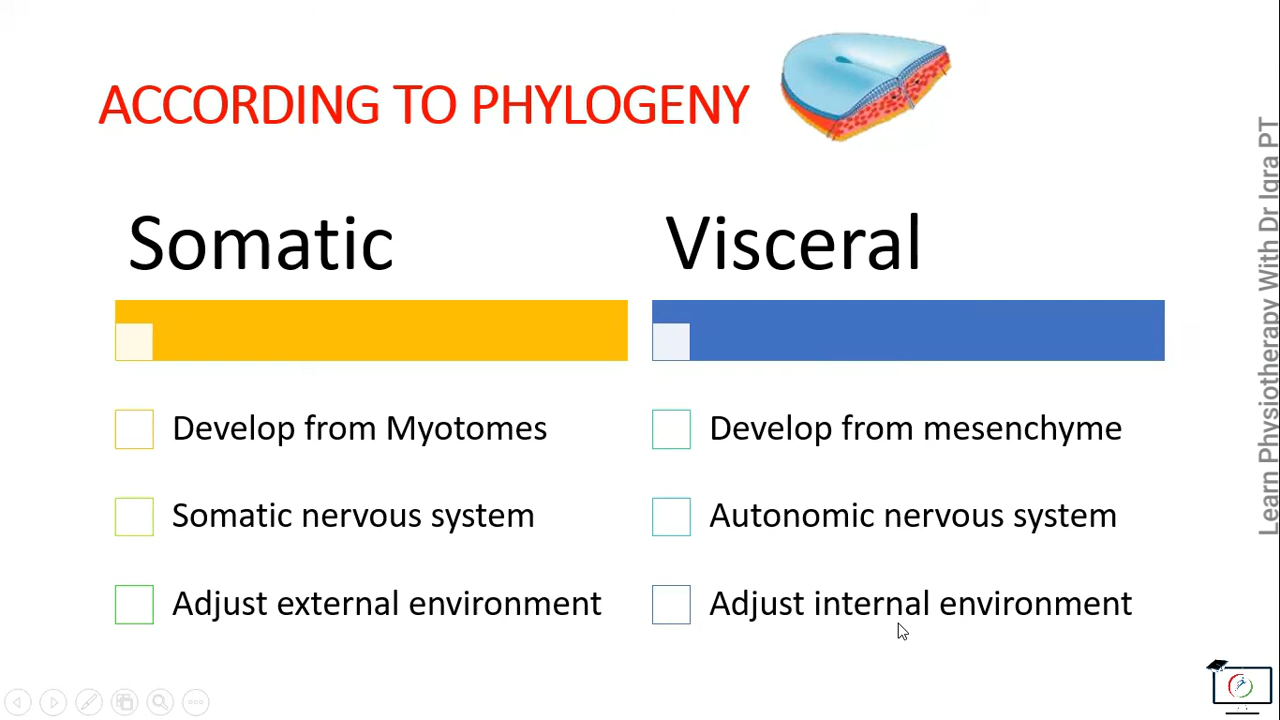 ACCORDING TO PHYLOGENY
Somatic
Develop from Myotomes
Somatic nervous system
Adjust external environment
Visceral
Develop from mesenchyme
Autonomic nervous system
Adjust internal environment
Learn Physiotherapy With Dr Iqra PT